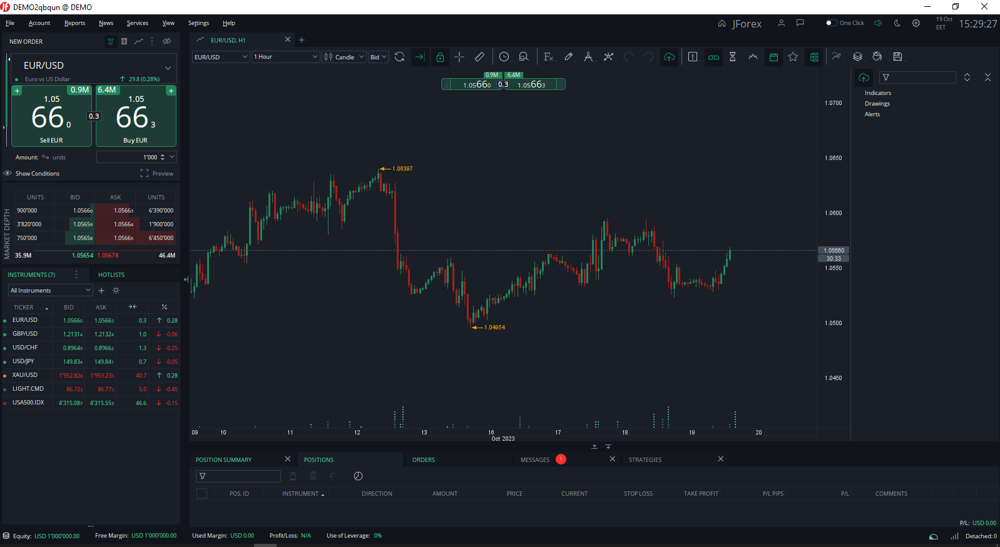 DEMO2qbqun @ DEMO
File Account Reports News Services View Settings Help
JForex One Click 19 Oct EET 15:29:27
NEW ORDER
EUR/USD
Euro vs US Dollar 29.8 (0.28%)
0.9M 6.4M
1.05 1.05
66 0 0.3 66 3
Sell EUR Buy EUR
Amount: units 1'000
Show Conditions Preview
MARKET DEPTH
UNITS BID ASK UNITS
900'000 1.05660 1.05663 6'390'000
3'820'000 1.05659 1.05664 1'900'000
750'000 1.05658 1.05665 6'450'000
35.9M 1.05654 1.05678 46.4M
INSTRUMENTS (7) HOTLISTS
All Instruments
TICKER BID ASK %
EUR/USD 1.05660 1.05663 0.3 0.28
GBP/USD 1.21314 1.21324 1.0 -0.06
USD/CHF 0.89649 0.89662 1.3 -0.25
USD/JPY 149.834 149.841 0.7 -0.05
XAU/USD 1'952.828 1'953.235 40.7 0.28
LIGHT.CMD 86.723 86.773 5.0 -0.45
USA500.IDX 4'315.087 4'315.553 46.6 -0.15
EUR/USD, H1
EUR/USD 1 Hour Candle Bid
0.9M 6.4M
1.05660 0.3 1.05663
1.06397
1.04954
1.0700
1.0650
1.0600
1.05660
30:33
1.0550
1.0500
1.0450
09 10 11 12 13 16 17 18 19 20
Oct 2023
Indicators
Drawings
Alerts
POSITION SUMMARY POSITIONS ORDERS MESSAGES 1 STRATEGIES
POS. ID INSTRUMENT DIRECTION AMOUNT PRICE CURRENT STOP LOSS TAKE PROFIT P/L PIPS P/L COMMENTS
P/L: USD 0.00
Equity: USD 1'000'000.00 Free Margin: USD 1'000'000.00 Used Margin: USD 0.00 Profit/Loss: N/A Use of Leverage: 0% Detached: 0